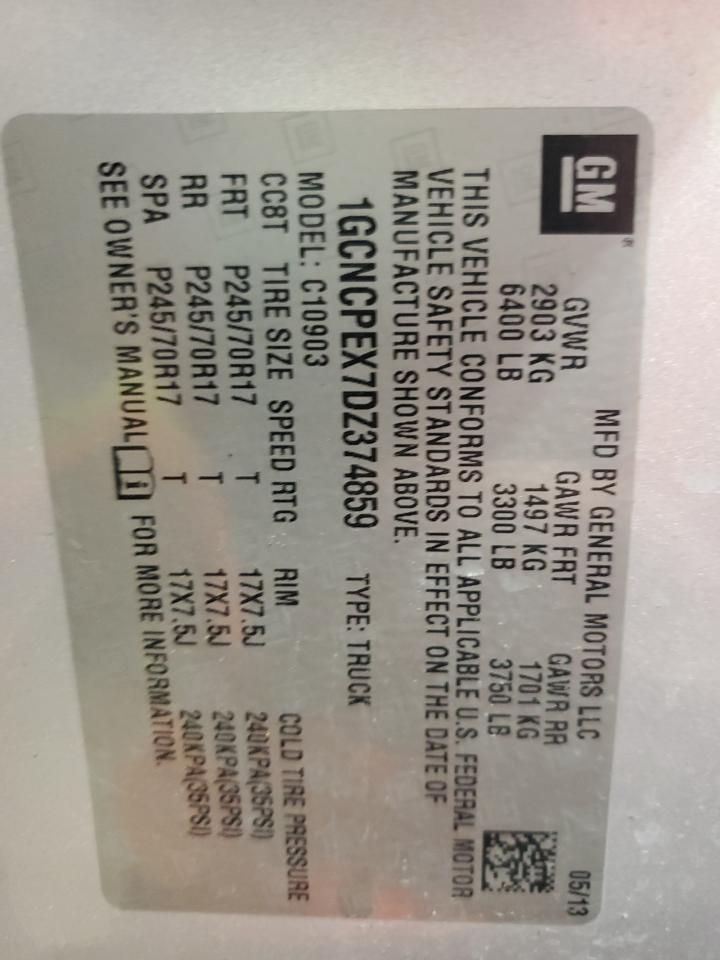 GM®
MFD BY GENERAL MOTORS LLC 05/13
GVWR GAWR FRT GAWR RR
2903 KG 1497 KG 1701 KG
6400 LB 3300 LB 3750 LB
THIS VEHICLE CONFORMS TO ALL APPLICABLE U.S. FEDERAL MOTOR
VEHICLE SAFETY STANDARDS IN EFFECT ON THE DATE OF
MANUFACTURE SHOWN ABOVE.
1GCNCPEX7DZ374859 TYPE: TRUCK
MODEL: C10903
CC8T TIRE SIZE SPEED RTG RIM COLD TIRE PRESSURE
FRT P245/70R17 T 17X7.5J 240KPA(35PSI)
RR P245/70R17 T 17X7.5J 240KPA(35PSI)
SPA P245/70R17 T 17X7.5J 240KPA(35PSI)
SEE OWNER'S MANUAL i FOR MORE INFORMATION.